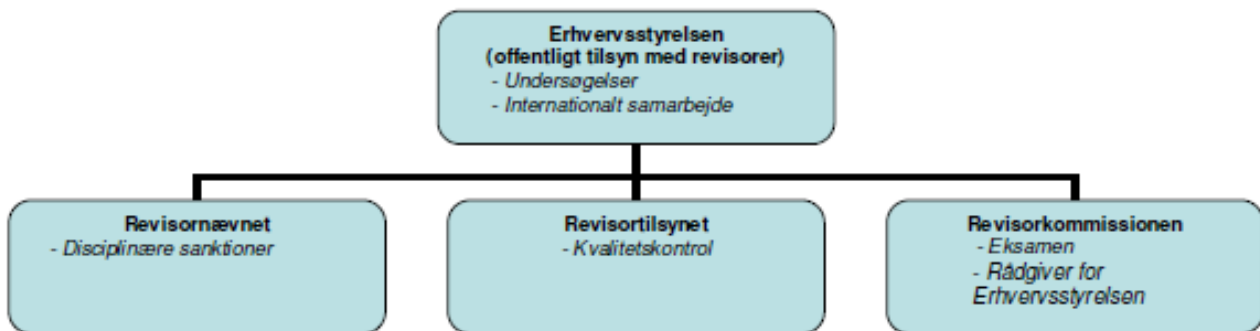 Erhvervsstyrelsen
(offentligt tilsyn med revisorer)
- Undersøgelser
- Internationalt samarbejde
Revisornævnet
- Disciplinære sanktioner
Revisortilsynet
- Kvalitetskontrol
Revisorkommissionen
- Eksamen
- Rådgiver for
Erhvervsstyrelsen